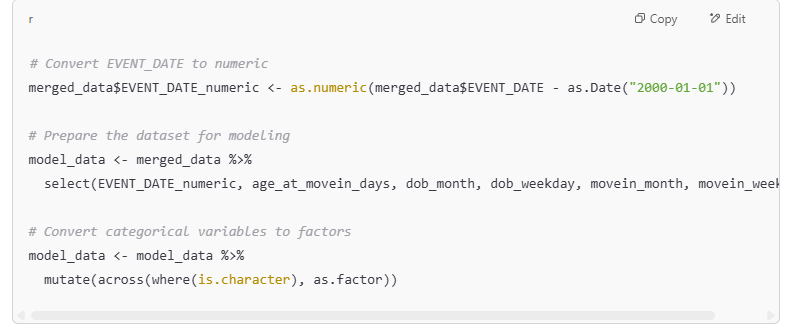 r
Copy
Edit
# Convert EVENT_DATE to numeric
merged_data$EVENT_DATE_numeric <- as.numeric(merged_data$EVENT_DATE - as.Date("2000-01-01"))
# Prepare the dataset for modeling
model_data <- merged_data %>%
select(EVENT_DATE_numeric, age_at_movein_days, dob_month, dob_weekday, movein_month, movein_week
# Convert categorical variables to factors
model_data <- model_data %>%
mutate(across(where(is.character), as.factor))